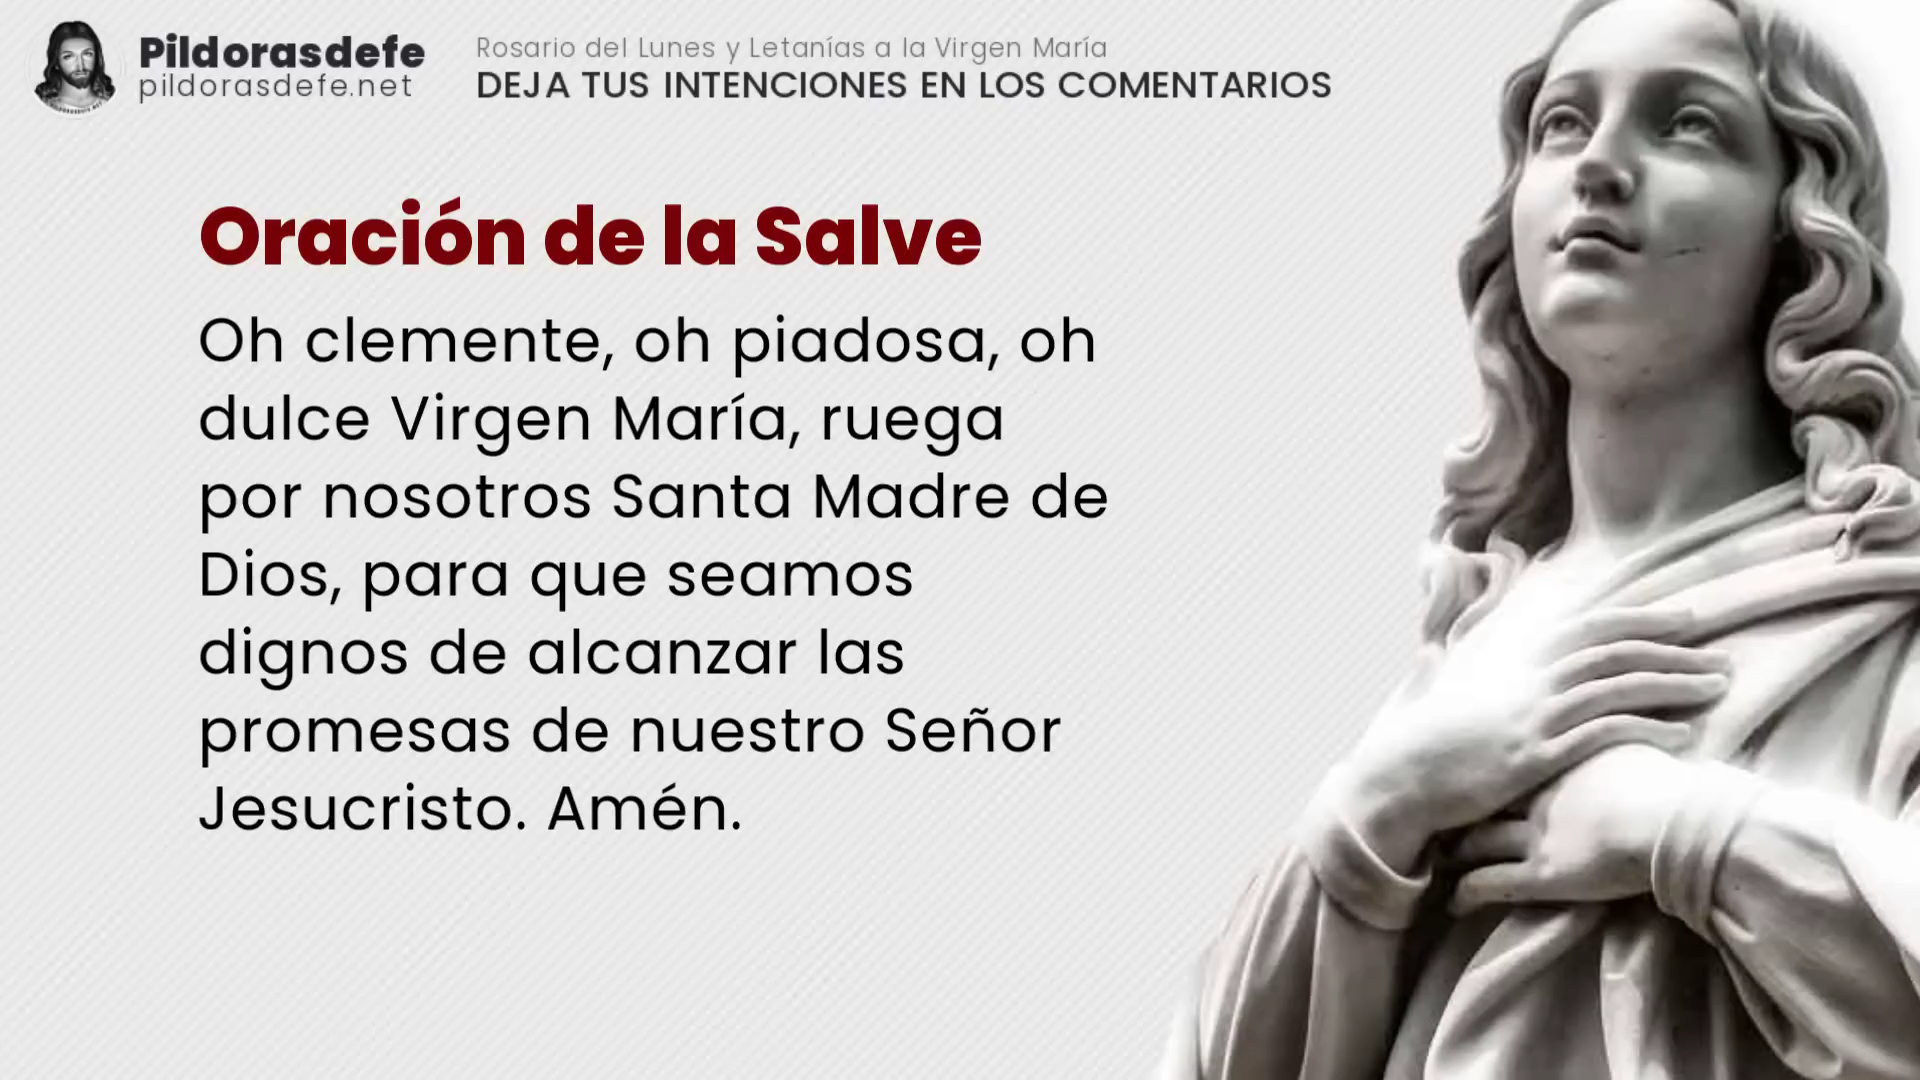 Pildorasdefe
pildorasdefe.net
Rosario del Lunes y Letanías a la Virgen María
DEJA TUS INTENCIONES EN LOS COMENTARIOS
Oración de la Salve
Oh clemente, oh piadosa, oh
dulce Virgen María, ruega
por nosotros Santa Madre de
Dios, para que seamos
dignos de alcanzar las
promesas de nuestro Señor
Jesucristo. Amén.